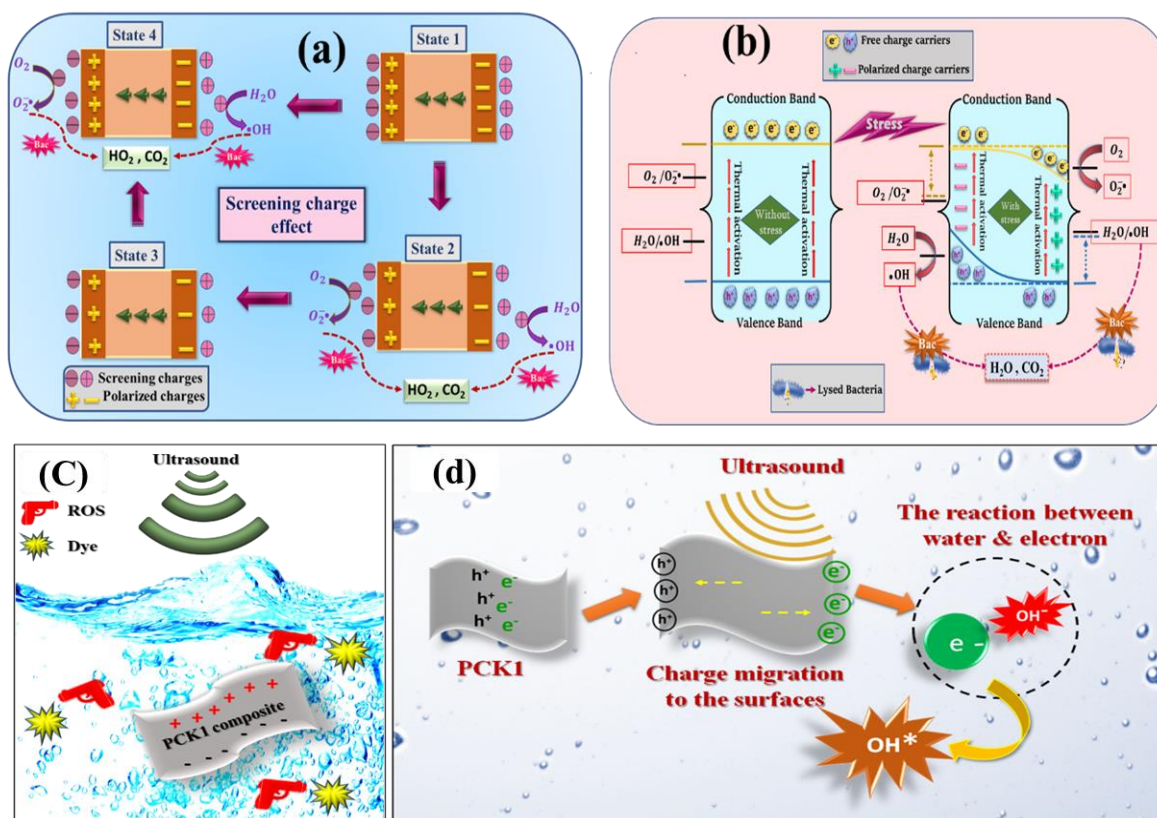 (a)
State 4
State 1
O₂
O₂⁻•
H₂O
•OH
Bac
Bac
HO₂ , CO₂
Screening charge
effect
State 3
State 2
O₂
O₂⁻•
H₂O
•OH
Bac
Bac
HO₂ , CO₂
Screening charges
Polarized charges
(b)
e⁻ h⁺ Free charge carriers
Polarized charge carriers
Conduction Band
e⁻ e⁻ e⁻ e⁻ e⁻
O₂ /O₂⁻•
H₂O/•OH
Thermal activation
Without
stress
Thermal activation
h⁺ h⁺ h⁺ h⁺ h⁺
Valence Band
Stress
Conduction Band
e⁻ e⁻
e⁻ e⁻ e⁻
O₂
O₂⁻•
O₂ /O₂⁻•
H₂O/•OH
H₂O
•OH
Thermal activation
With
stress
Thermal activation
h⁺ h⁺
h⁺ h⁺
h⁺ h⁺
Valence Band
Bac
Bac
H₂O , CO₂
Lysed Bacteria
(C)
Ultrasound
ROS
Dye
PCK1 composite
(d)
Ultrasound
The reaction between
water & electron
h⁺ e⁻
h⁺ e⁻
h⁺ e⁻
PCK1
h⁺
h⁺
h⁺
e⁻
e⁻
e⁻
Charge migration
to the surfaces
e -
OH⁻
OH*